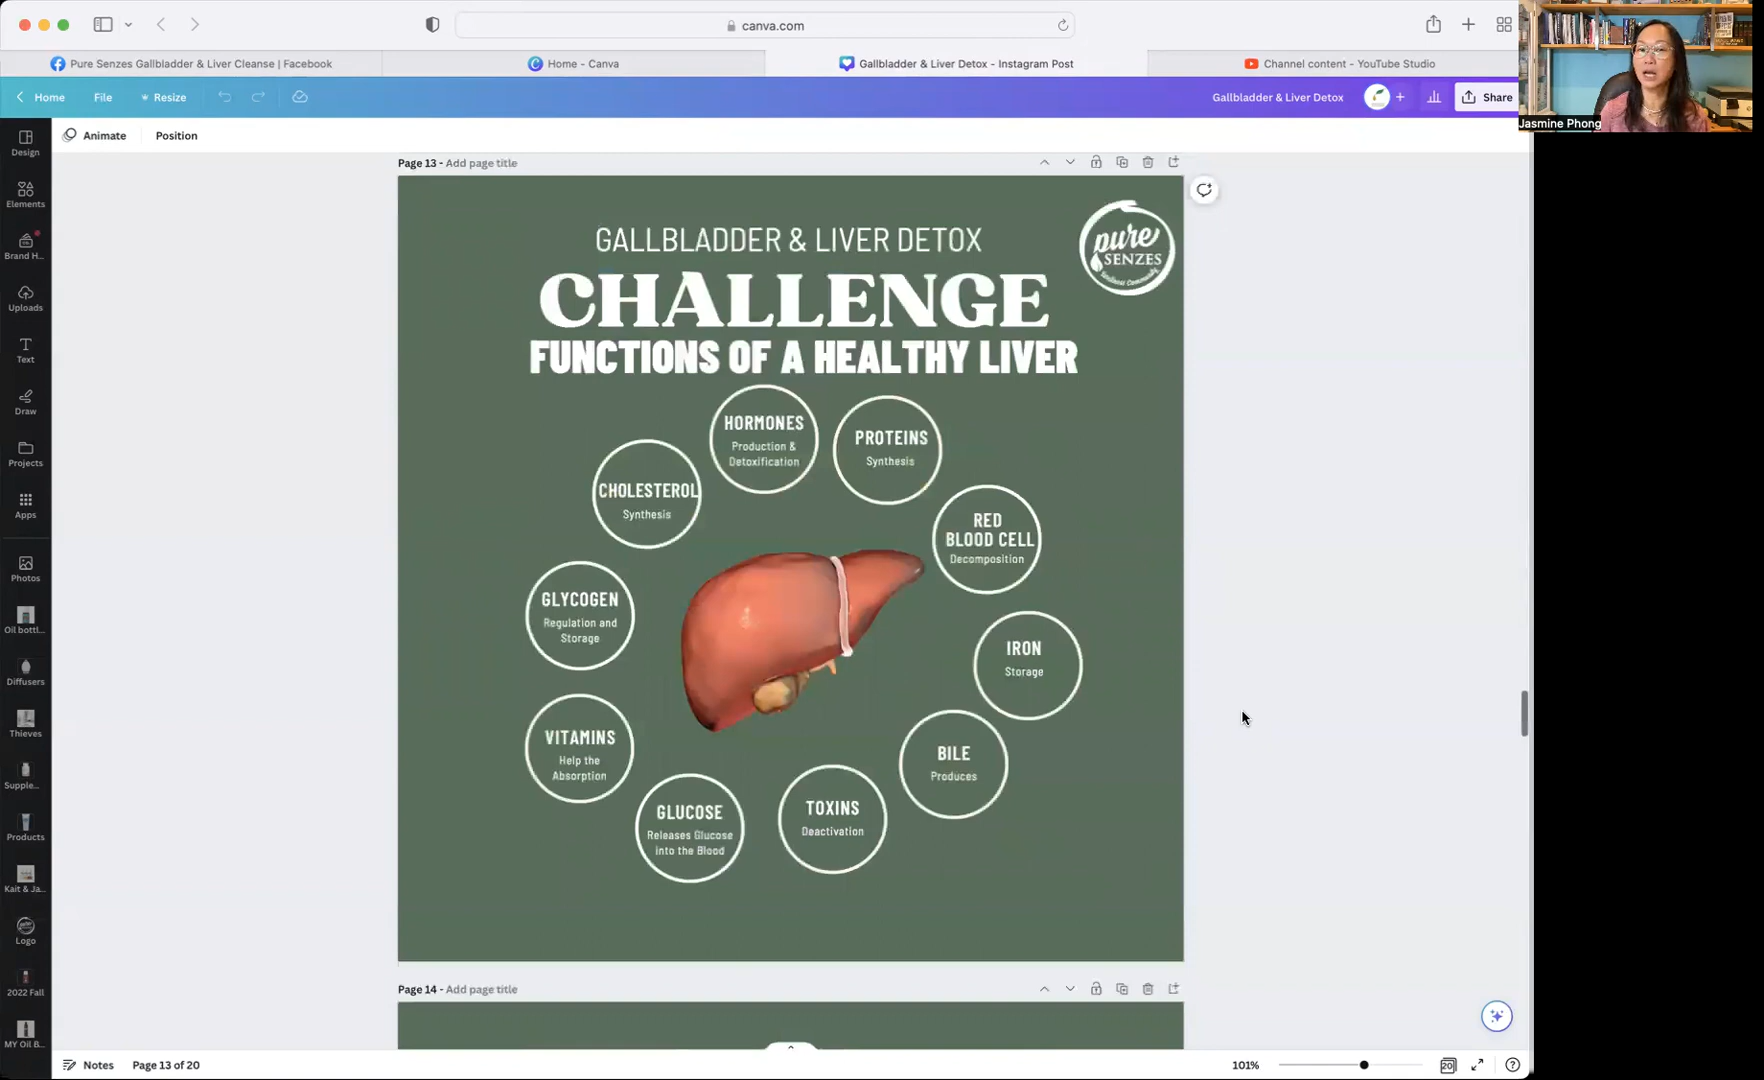 canva.com
Pure Senzes Gallbladder & Liver Cleanse | Facebook
Home - Canva
Gallbladder & Liver Detox - Instagram Post
Channel content - YouTube Studio
Home
File
Resize
Gallbladder & Liver Detox
Share
Jasmine Phong
Animate
Position
Design
Elements
Brand H...
Uploads
Text
Draw
Projects
Apps
Photos
Oil bottl...
Diffusers
Thieves
Supple...
Products
Kait & Ja...
Logo
2022 Fall
MY Oil B...
Page 13 - Add page title
GALLBLADDER & LIVER DETOX
CHALLENGE
FUNCTIONS OF A HEALTHY LIVER
pure
SENZES
Wellness Community
HORMONES
Production &
Detoxification
PROTEINS
Synthesis
CHOLESTEROL
Synthesis
RED
BLOOD CELL
Decomposition
GLYCOGEN
Regulation and
Storage
IRON
Storage
VITAMINS
Help the
Absorption
BILE
Produces
GLUCOSE
Releases Glucose
into the Blood
TOXINS
Deactivation
Page 14 - Add page title
Notes
Page 13 of 20
101%
20